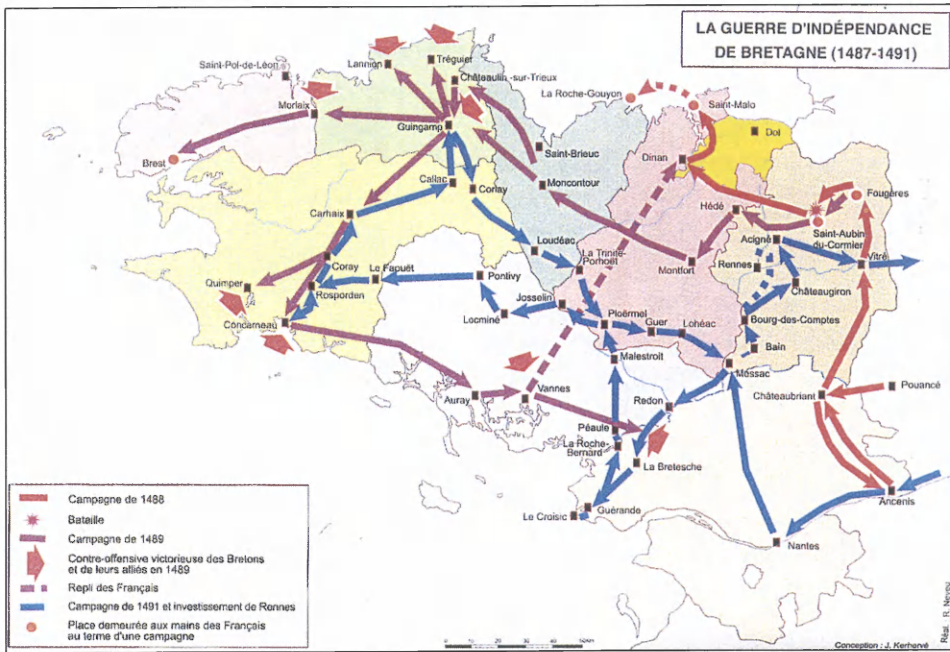 LA GUERRE D'INDÉPENDANCE
DE BRETAGNE (1487-1491)
Saint-Pol-de-Léon
Lannion
Tréguier
Châteaulin-sur-Trieux
La Roche-Gouyon
Saint-Malo
Morlaix
Guingamp
Dol
Saint-Brieuc
Dinan
Brest
Callac
Corlay
Moncontour
Fougères
Hédé
Carhaix
Acigné
Saint-Aubin
du-Cormier
Loudéac
La Trinité-
Porhoët
Montfort
Rennes
Vitré
Coray
Le Faouët
Pontivy
Châteaugiron
Quimper
Rosporden
Josselin
Locminé
Ploërmel
Guer
Lohéac
Bourg-des-Comptes
Concarneau
Bain
Malestroit
Messac
Vannes
Pouancé
Auray
Redon
Châteaubriant
Péaule
La Roche-
Bernard
La Bretesche
Ancenis
Guérande
Le Croisic
Nantes
Campagne de 1488
Bataille
Campagne de 1489
Contre-offensive victorieuse des Bretons
et de leurs alliés en 1489
Repli des Français
Campagne de 1491 et investissement de Rennes
Place demeurée aux mains des Français
au terme d'une campagne
Conception : J. Kerhervé
Réal. : R. Neveu